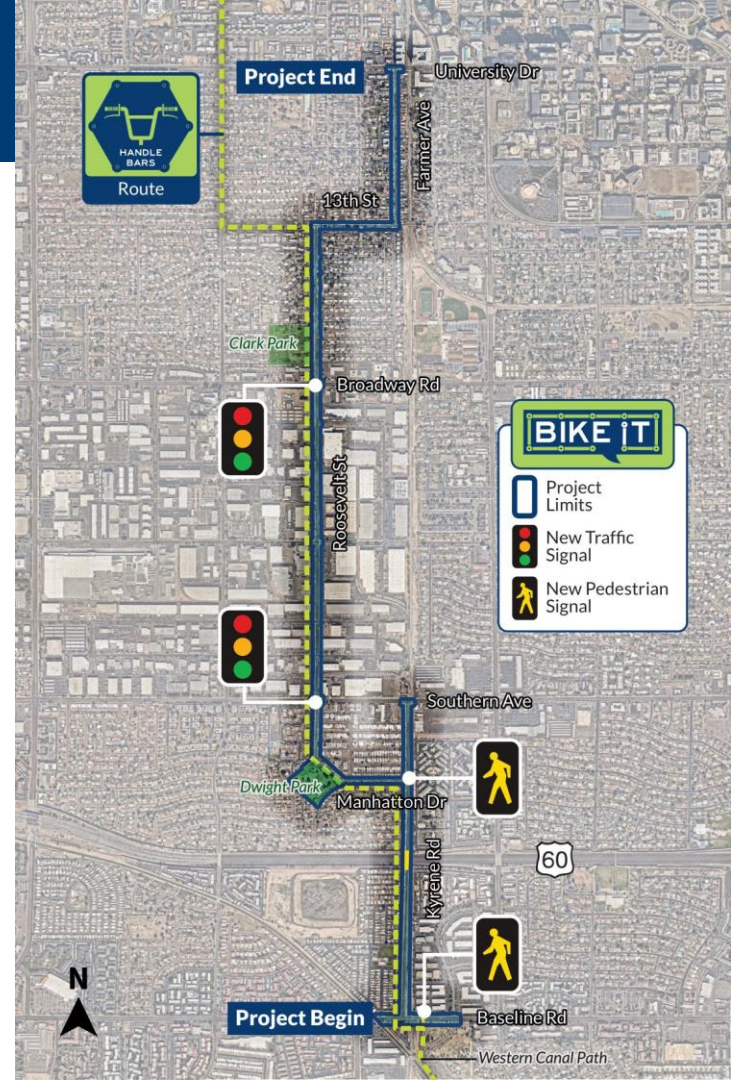 Project End
University Dr
HANDLE
BARS
Route
Farmer Ave
13th St
Clark Park
Broadway Rd
BIKE iT
Project
Limits
New Traffic
Signal
New Pedestrian
Signal
Roosevelt St
Southern Ave
Dwight Park
Manhatton Dr
60
Kyrene Rd
N
Project Begin
Baseline Rd
Western Canal Path